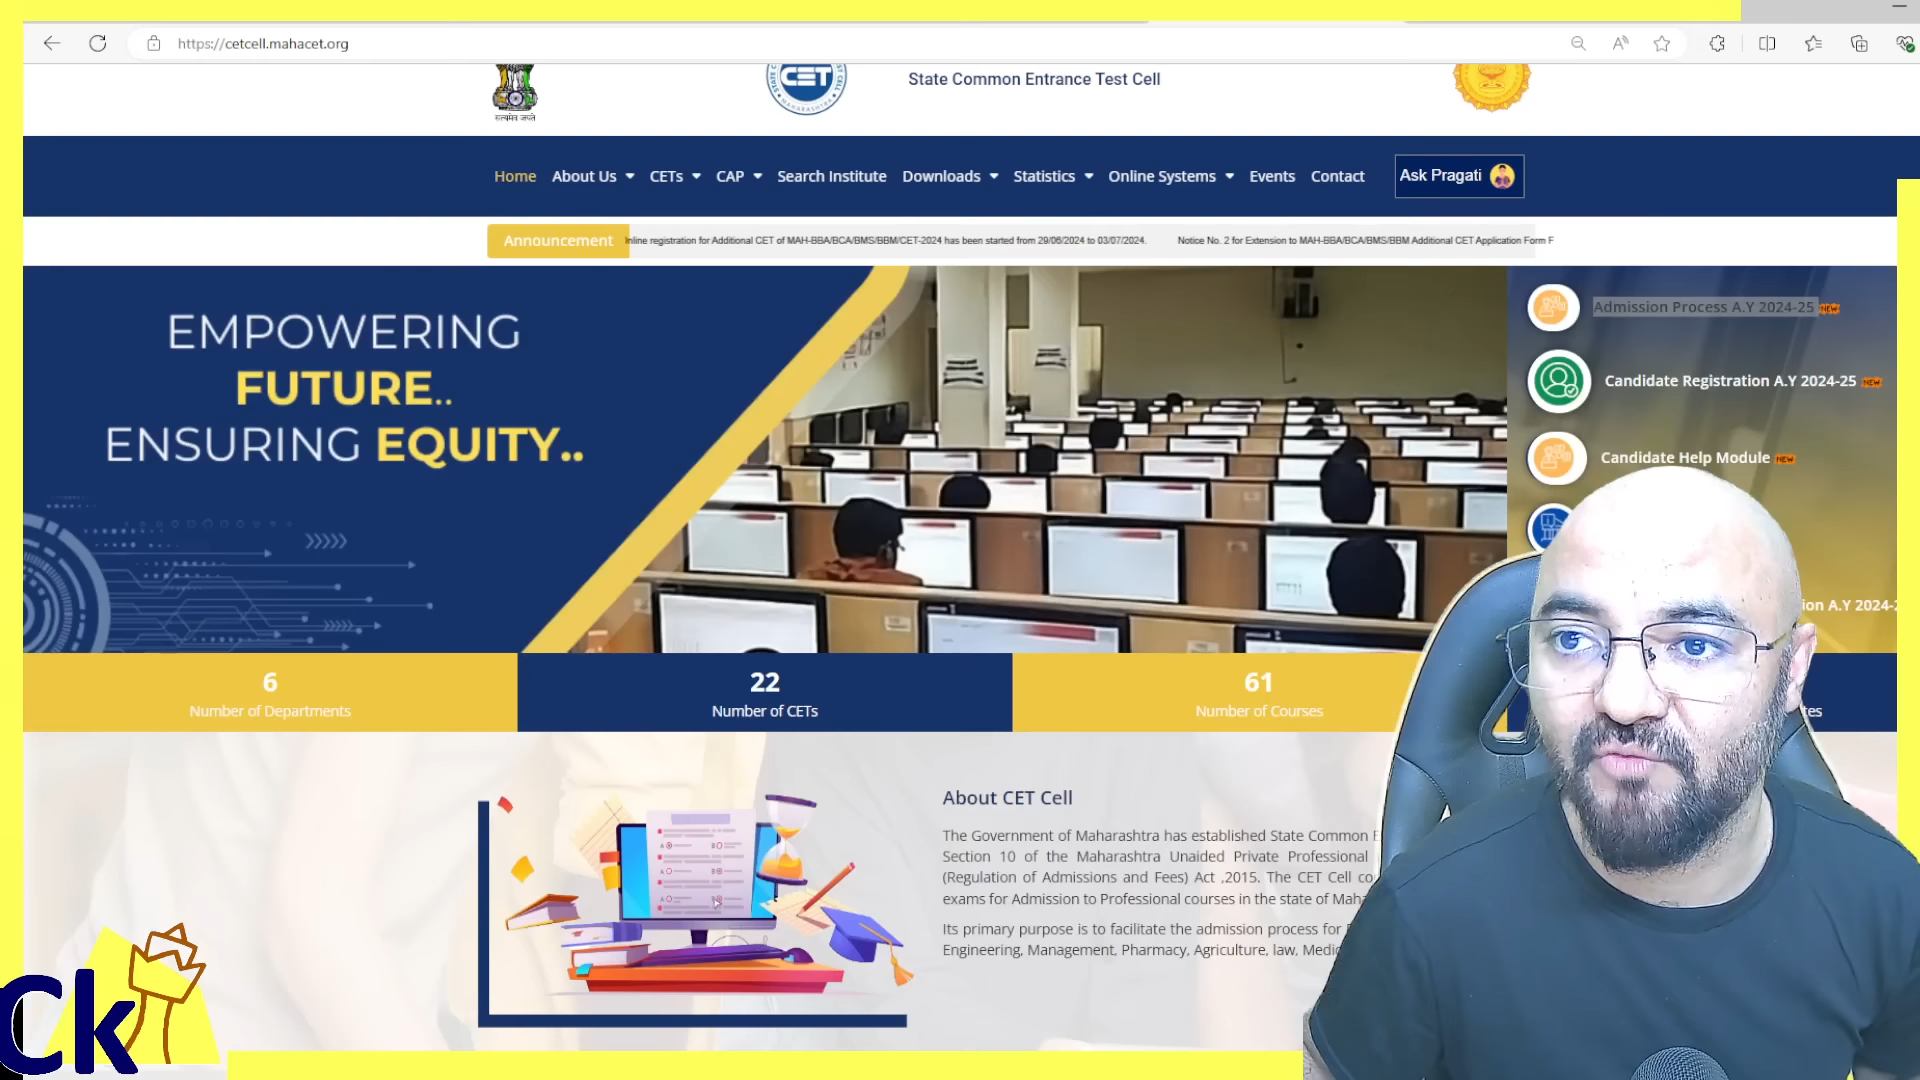 https://cetcell.mahacet.org
सत्यमेव जयते
CET
MAHARASHTRA
State Common Entrance Test Cell
Home About Us CETs CAP Search Institute Downloads Statistics Online Systems Events Contact Ask Pragati
Announcement
nline registration for Additional CET of MAH-BBA/BCA/BMS/BBM/CET-2024 has been started from 29/06/2024 to 03/07/2024. Notice No. 2 for Extension to MAH-BBA/BCA/BMS/BBM Additional CET Application Form F
EMPOWERING
FUTURE..
ENSURING EQUITY..
Admission Process A.Y 2024-25 NEW
Candidate Registration A.Y 2024-25 NEW
Candidate Help Module NEW
ion A.Y 2024-2
6
Number of Departments
22
Number of CETs
61
Number of Courses
tes
About CET Cell
The Government of Maharashtra has established State Common E
Section 10 of the Maharashtra Unaided Private Professional
(Regulation of Admissions and Fees) Act ,2015. The CET Cell co
exams for Admission to Professional courses in the state of Maha
Its primary purpose is to facilitate the admission process for
Engineering, Management, Pharmacy, Agriculture, law, Medic
Ck